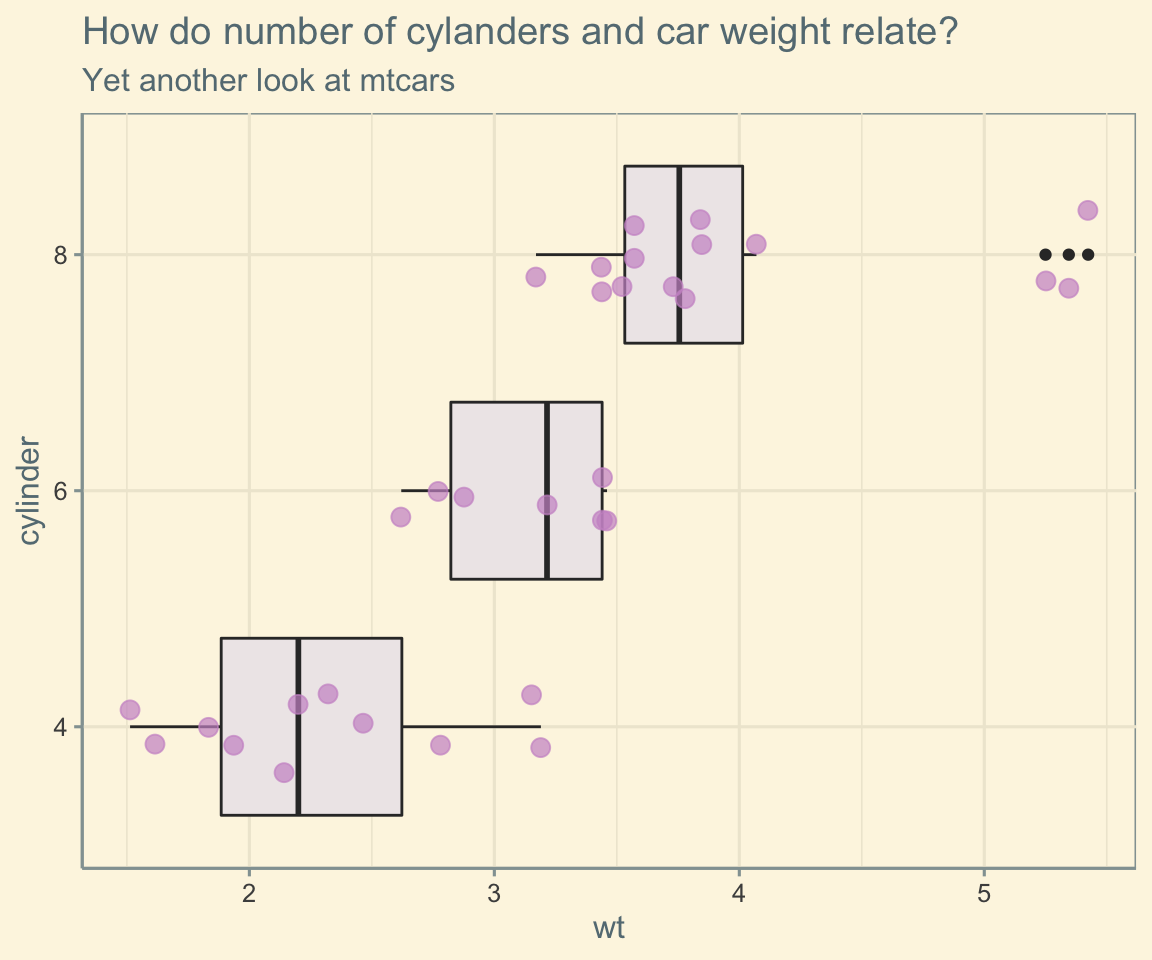 How do number of cylanders and car weight relate?
Yet another look at mtcars
8
6
4
cylinder
2 3 4 5
wt